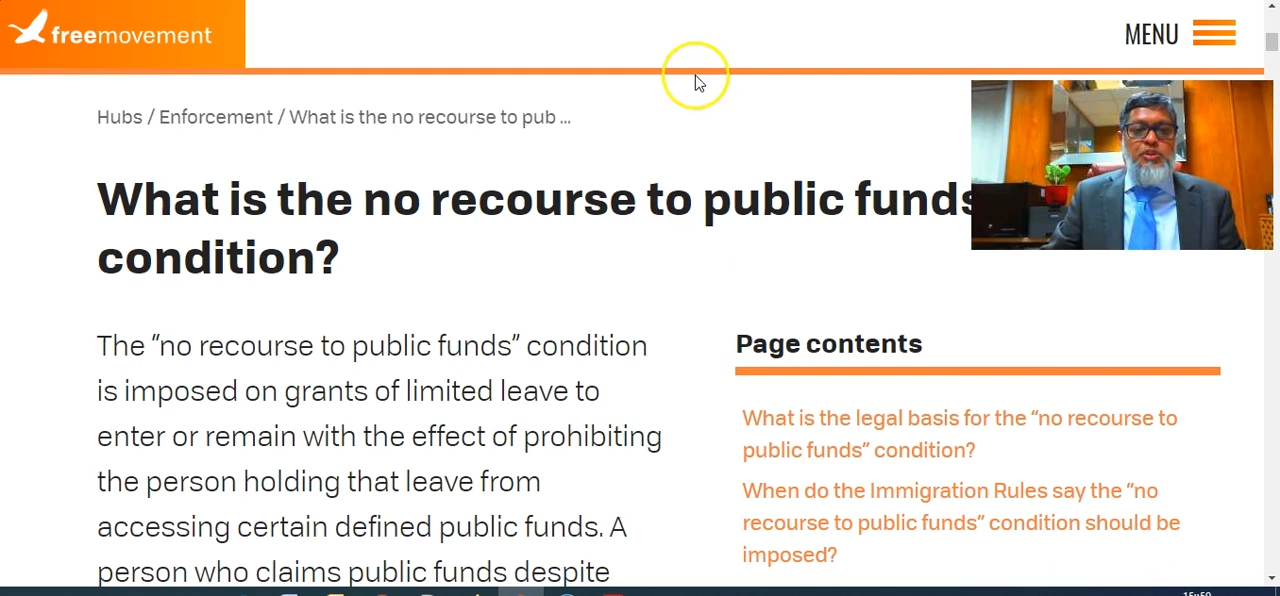 freemovement
MENU
Hubs / Enforcement / What is the no recourse to pub ...
What is the no recourse to public funds
condition?
The “no recourse to public funds” condition
is imposed on grants of limited leave to
enter or remain with the effect of prohibiting
the person holding that leave from
accessing certain defined public funds. A
person who claims public funds despite
Page contents
What is the legal basis for the “no recourse to
public funds” condition?
When do the Immigration Rules say the “no
recourse to public funds” condition should be
imposed?